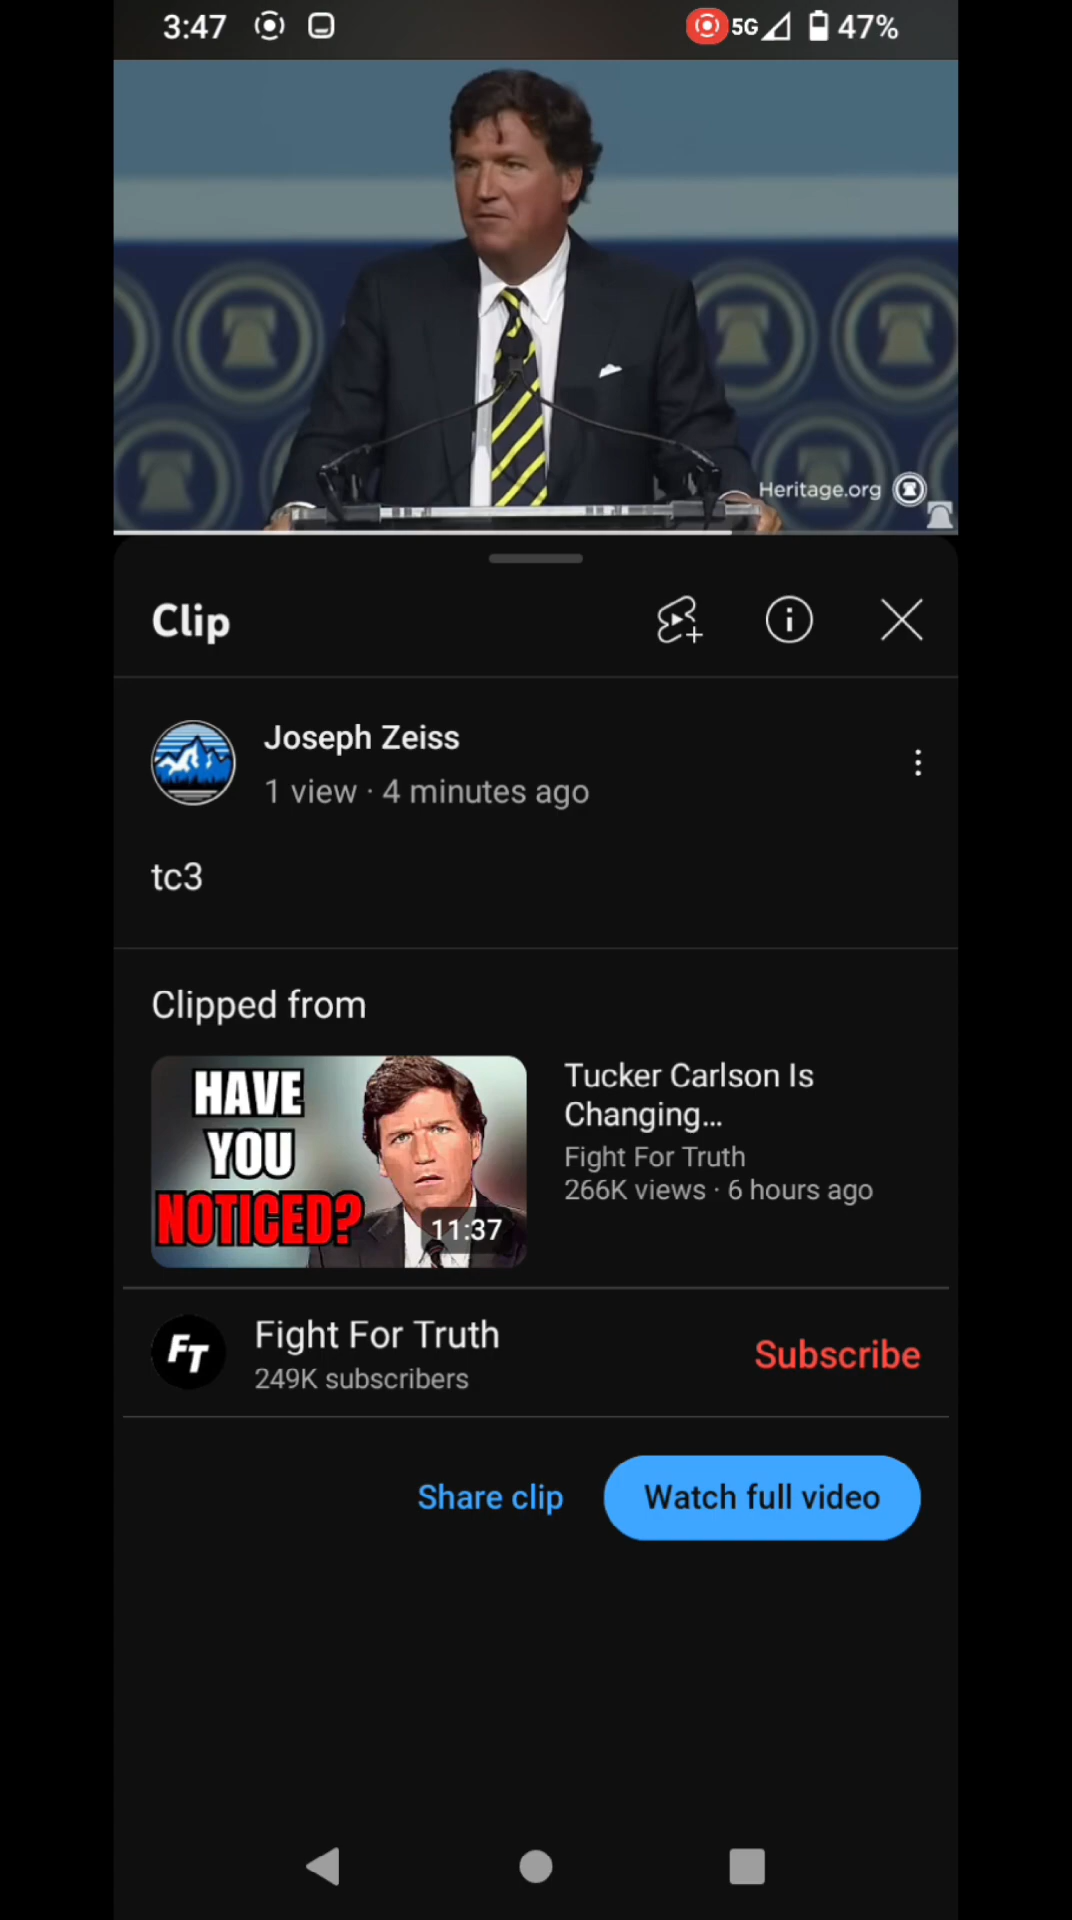 3:47
5G
47%
Heritage.org
Clip
Joseph Zeiss
1 view · 4 minutes ago
tc3
Clipped from
HAVE
YOU
NOTICED?
11:37
Tucker Carlson Is
Changing...
Fight For Truth
266K views · 6 hours ago
FT
Fight For Truth
249K subscribers
Subscribe
Share clip
Watch full video